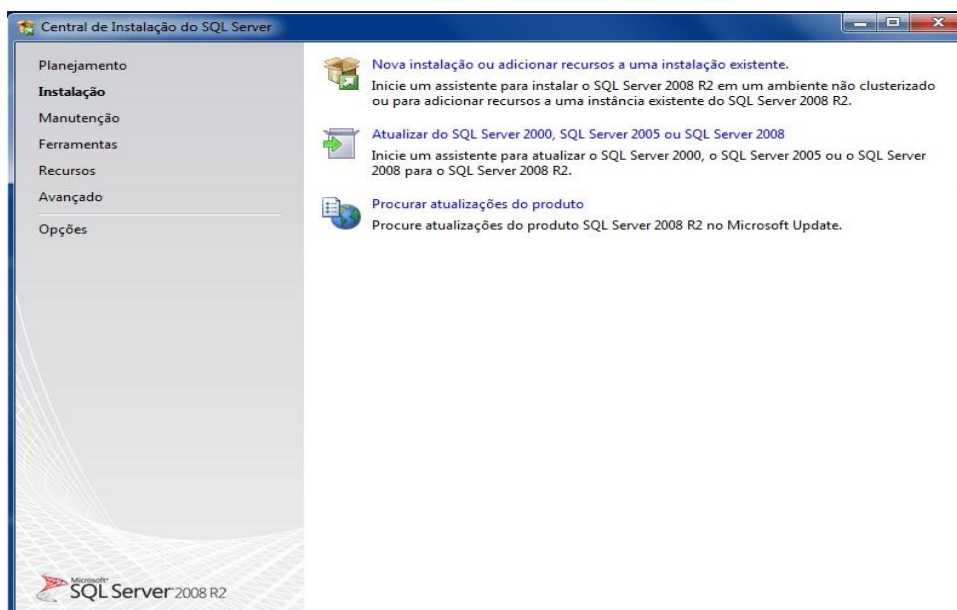 Central de Instalação do SQL Server
Planejamento
Instalação
Manutenção
Ferramentas
Recursos
Avançado
Opções
Nova instalação ou adicionar recursos a uma instalação existente.
Inicie um assistente para instalar o SQL Server 2008 R2 em um ambiente não clusterizado
ou para adicionar recursos a uma instância existente do SQL Server 2008 R2.
Atualizar do SQL Server 2000, SQL Server 2005 ou SQL Server 2008
Inicie um assistente para atualizar o SQL Server 2000, o SQL Server 2005 ou o SQL Server
2008 para o SQL Server 2008 R2.
Procurar atualizações do produto
Procure atualizações do produto SQL Server 2008 R2 no Microsoft Update.
Microsoft
SQL Server 2008 R2